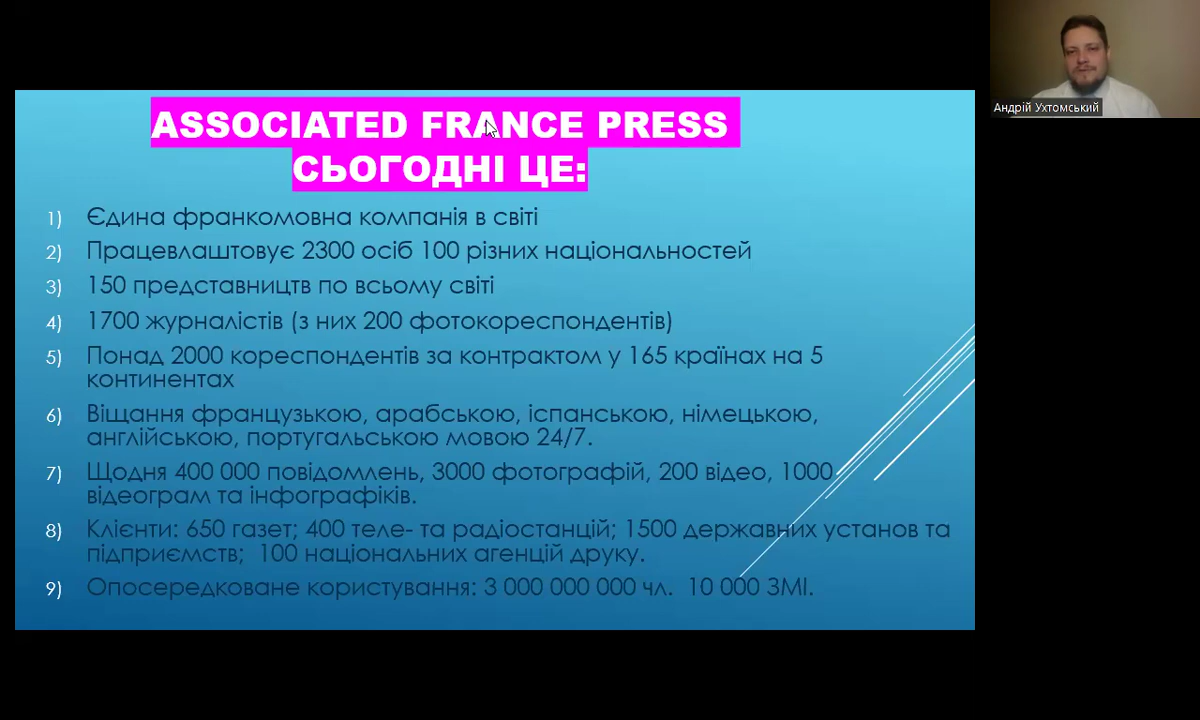 ASSOCIATED FRANCE PRESS
СЬОГОДНІ ЦЕ:
Андрій Ухтомський
1) Єдина франкомовна компанія в світі
2) Працевлаштовує 2300 осіб 100 різних національностей
3) 150 представництв по всьому світі
4) 1700 журналістів (з них 200 фотокореспондентів)
5) Понад 2000 кореспондентів за контрактом у 165 країнах на 5
континентах
6) Віщання французькою, арабською, іспанською, німецькою,
англійською, португальською мовою 24/7.
7) Щодня 400 000 повідомлень, 3000 фотографій, 200 відео, 1000
відеограм та інфографіків.
8) Клієнти: 650 газет; 400 теле- та радіостанцій; 1500 державних установ та
підприємств; 100 національних агенцій друку.
9) Опосередковане користування: 3 000 000 000 чл. 10 000 ЗМІ.